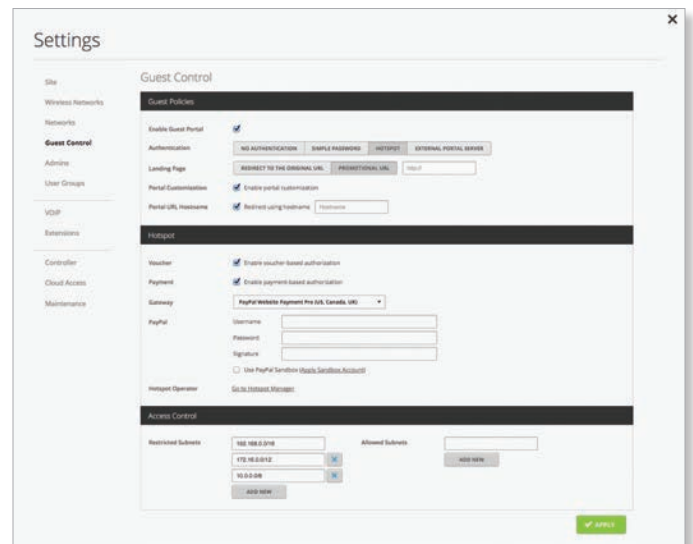 Settings
Site
Wireless Networks
Networks
Guest Control
Admins
User Groups
VOIP
Extensions
Controller
Cloud Access
Maintenance
Guest Control
Guest Policies
Enable Guest Portal
Authentication NO AUTHENTICATION SIMPLE PASSWORD HOTSPOT EXTERNAL PORTAL SERVER
Landing Page REDIRECT TO THE ORIGINAL URL PROMOTIONAL URL http://
Portal Customization Enable portal customization
Portal URL Hostname Redirect using hostname Hostname
Hotspot
Voucher Enable voucher-based authorization
Payment Enable payment-based authorization
Gateway PayPal Website Payment Pro (US, Canada, UK)
PayPal Username
Password
Signature
Use PayPal Sandbox (Apply Sandbox Account)
Hotspot Operator Go to Hotspot Manager
Access Control
Restricted Subnets 192.168.0.0/16 Allowed Subnets
172.16.0.0/12 ADD NEW
10.0.0.0/8
ADD NEW
APPLY